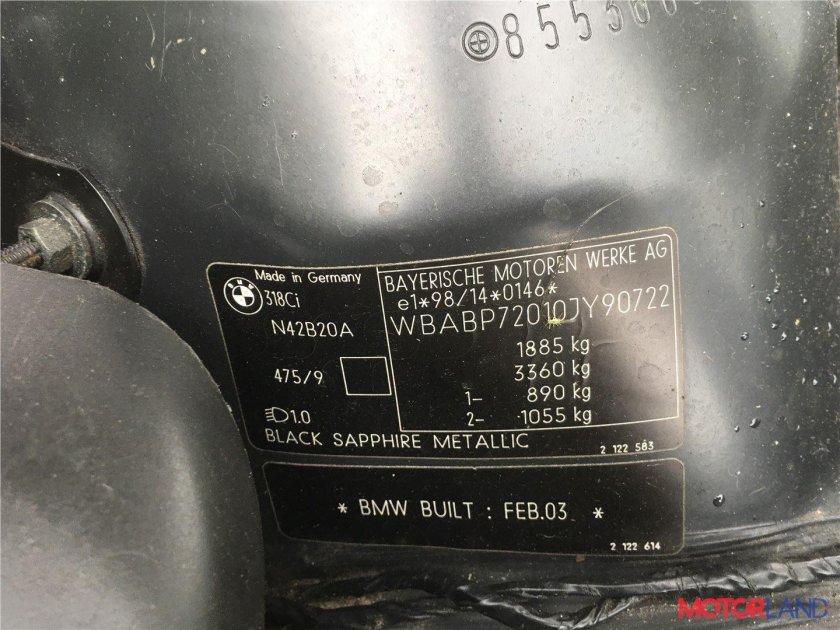 Made in Germany
318Ci
N42B20A
475/9
1.0
BLACK SAPPHIRE METALLIC
BAYERISCHE MOTOREN WERKE AG
e1*98/14*0146*
WBABP72010JY90722
1885 kg
3360 kg
1- 890 kg
2- 1055 kg
2 122 583
* BMW BUILT : FEB.03 *
2 122 614
MOTORLAND